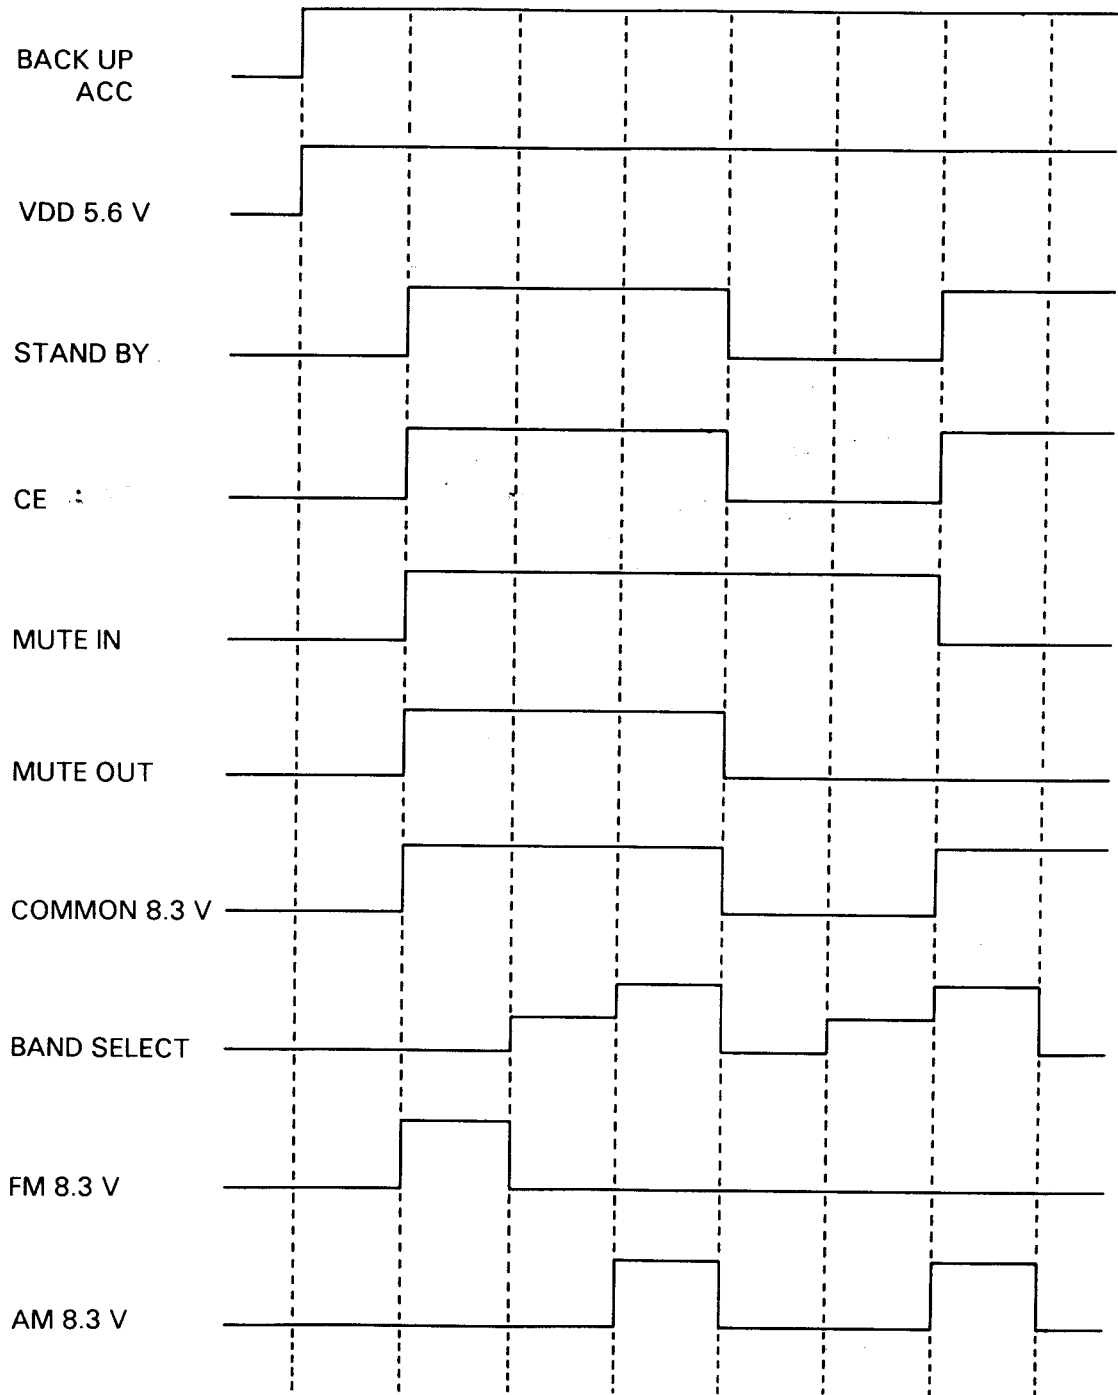 BACK UP
ACC
VDD 5.6 V
STAND BY
CE
MUTE IN
MUTE OUT
COMMON 8.3 V
BAND SELECT
FM 8.3 V
AM 8.3 V